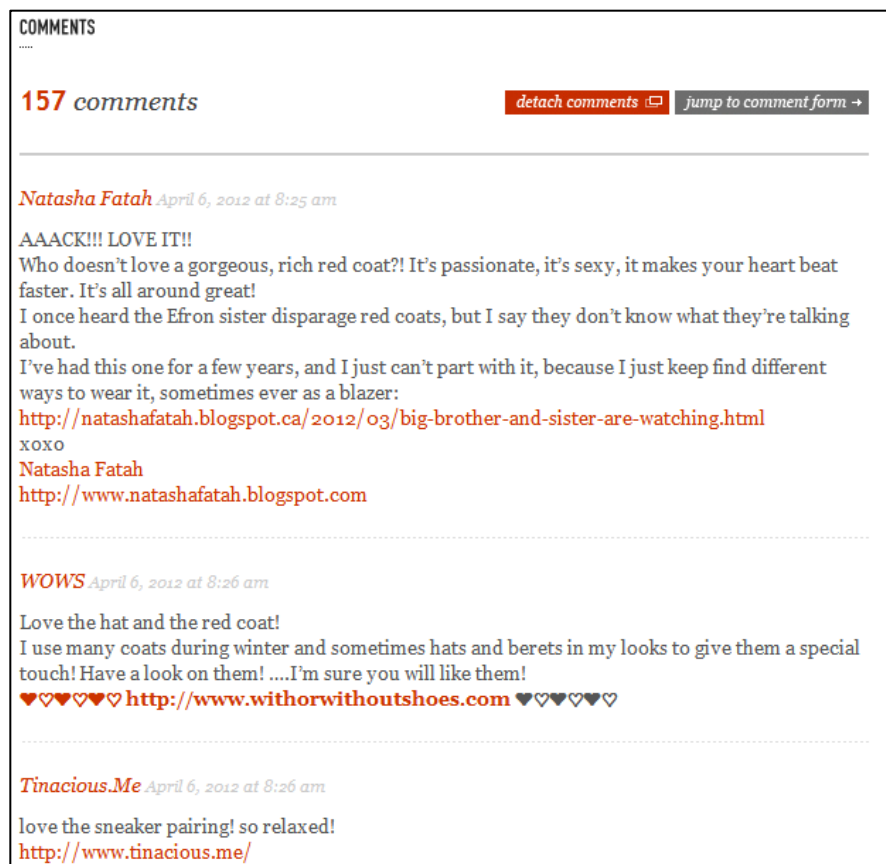 COMMENTS
157 comments
detach comments
jump to comment form →
Natasha Fatah April 6, 2012 at 8:25 am
AAACK!!! LOVE IT!!
Who doesn’t love a gorgeous, rich red coat?! It’s passionate, it’s sexy, it makes your heart beat
faster. It’s all around great!
I once heard the Efron sister disparage red coats, but I say they don’t know what they’re talking
about.
I’ve had this one for a few years, and I just can’t part with it, because I just keep find different
ways to wear it, sometimes ever as a blazer:
http://natashafatah.blogspot.ca/2012/03/big-brother-and-sister-are-watching.html
xoxo
Natasha Fatah
http://www.natashafatah.blogspot.com
WOWS April 6, 2012 at 8:26 am
Love the hat and the red coat!
I use many coats during winter and sometimes hats and berets in my looks to give them a special
touch! Have a look on them! ....I’m sure you will like them!
♥♡♥♡♥♡ http://www.withorwithoutshoes.com ♥♡♥♡♥♡
Tinacious.Me April 6, 2012 at 8:26 am
love the sneaker pairing! so relaxed!
http://www.tinacious.me/